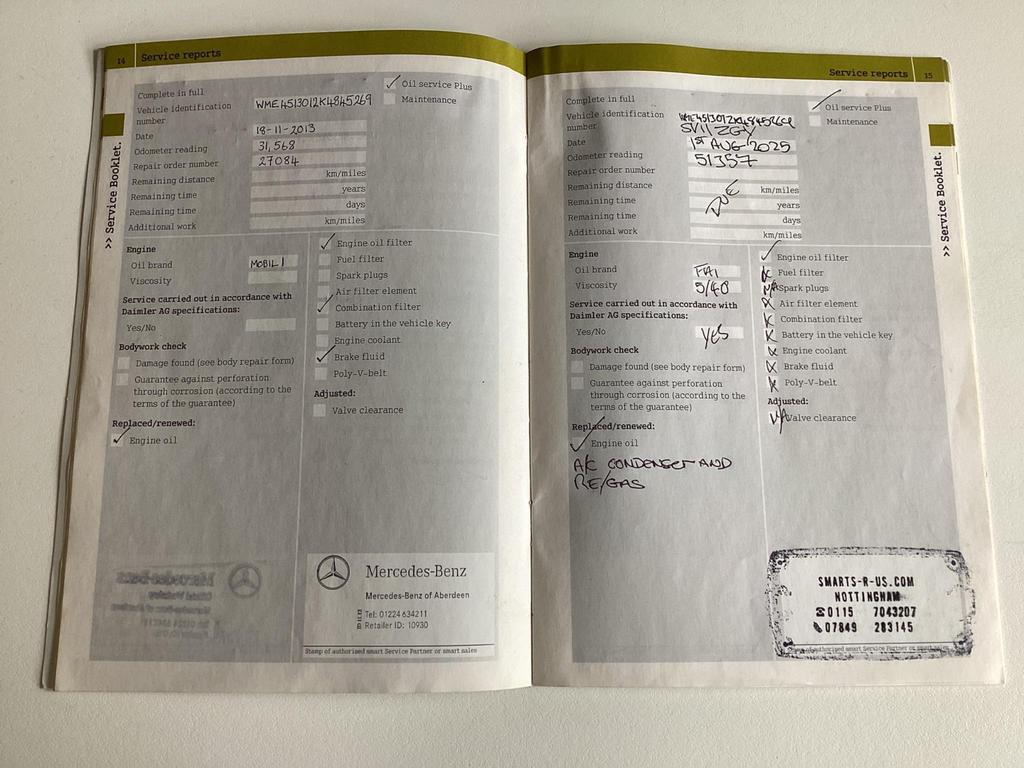 14 Service reports
>> Service Booklet.
Complete in full
Vehicle identification number WME4513012K4845269
Date 18-11-2013
Odometer reading 31,568
Repair order number 27084
Remaining distance km/miles
Remaining time years
Remaining time days
Additional work km/miles
✓ Oil service Plus
Maintenance
Engine
Oil brand MOBIL 1
Viscosity
Service carried out in accordance with
Daimler AG specifications:
Yes/No
Bodywork check
Damage found (see body repair form)
Guarantee against perforation
through corrosion (according to the
terms of the guarantee)
Replaced/renewed:
✓ Engine oil
✓ Engine oil filter
Fuel filter
Spark plugs
Air filter element
✓ Combination filter
Battery in the vehicle key
Engine coolant
✓ Brake fluid
Poly-V-belt
Adjusted:
Valve clearance
Mercedes-Benz
Mercedes-Benz of Aberdeen
Tel: 01224 634211
Retailer ID: 10930
Stamp of authorised smart Service Partner or smart sales
Service reports 15
>> Service Booklet.
Complete in full
Vehicle identification number
SV11 ZGY
Date 1ST AUG 2025
Odometer reading 51357
Repair order number
Remaining distance km/miles
Remaining time years
Remaining time days
Additional work km/miles
DUE
✓ Oil service Plus
Maintenance
Engine
Oil brand
Viscosity 5/40
Service carried out in accordance with
Daimler AG specifications:
Yes/No YES
Bodywork check
Damage found (see body repair form)
Guarantee against perforation
through corrosion (according to the
terms of the guarantee)
Replaced/renewed:
✓ Engine oil
A/C CONDENSER AND
RE/GAS
✓ Engine oil filter
X Fuel filter
N/A Spark plugs
X Air filter element
X Combination filter
X Battery in the vehicle key
X Engine coolant
X Brake fluid
X Poly-V-belt
Adjusted:
N/A Valve clearance
SMARTS-R-US.COM
NOTTINGHAM
☎ 0115 7043207
07849 283145
of authorised smart Service Partner or smart sales